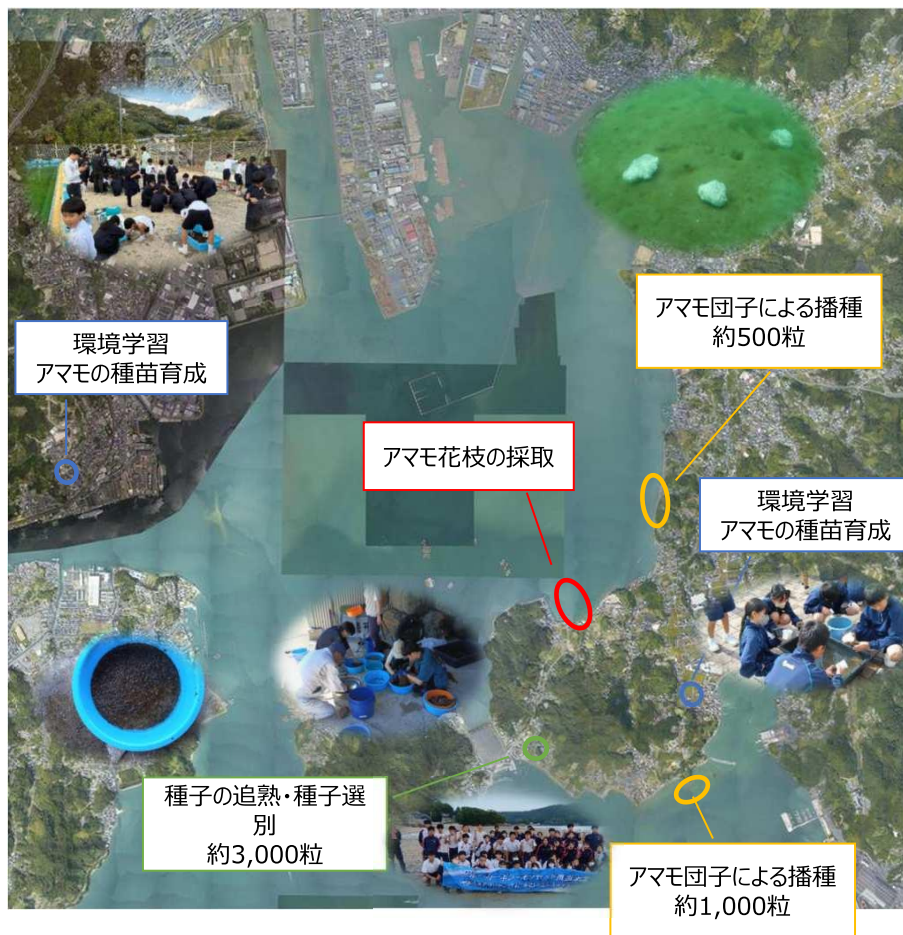 アマモ団子による播種
約500粒
環境学習
アマモの種苗育成
アマモ花枝の採取
環境学習
アマモの種苗育成
種子の追熟・種子選
別
約3,000粒
アマモ団子による播種
約1,000粒